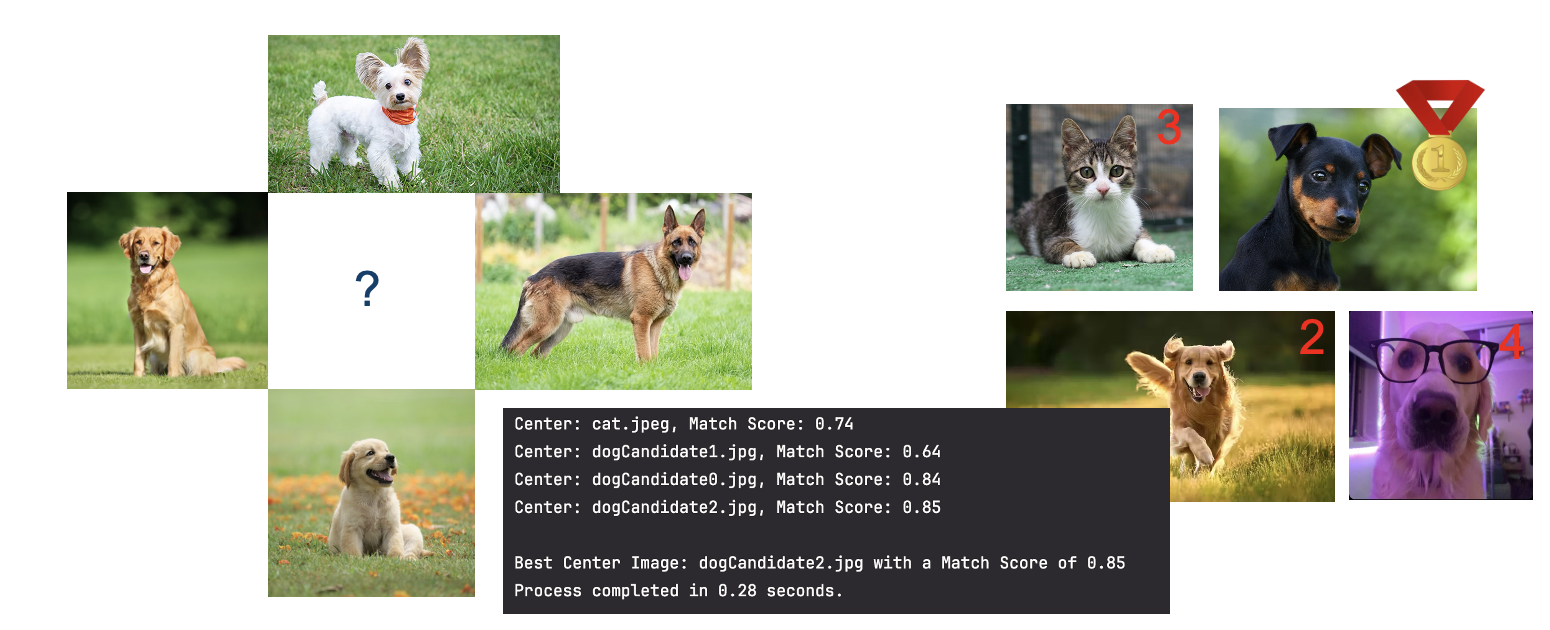 ?
3
1
2
4
Center: cat.jpeg, Match Score: 0.74
Center: dogCandidate1.jpg, Match Score: 0.64
Center: dogCandidate0.jpg, Match Score: 0.84
Center: dogCandidate2.jpg, Match Score: 0.85
Best Center Image: dogCandidate2.jpg with a Match Score of 0.85
Process completed in 0.28 seconds.